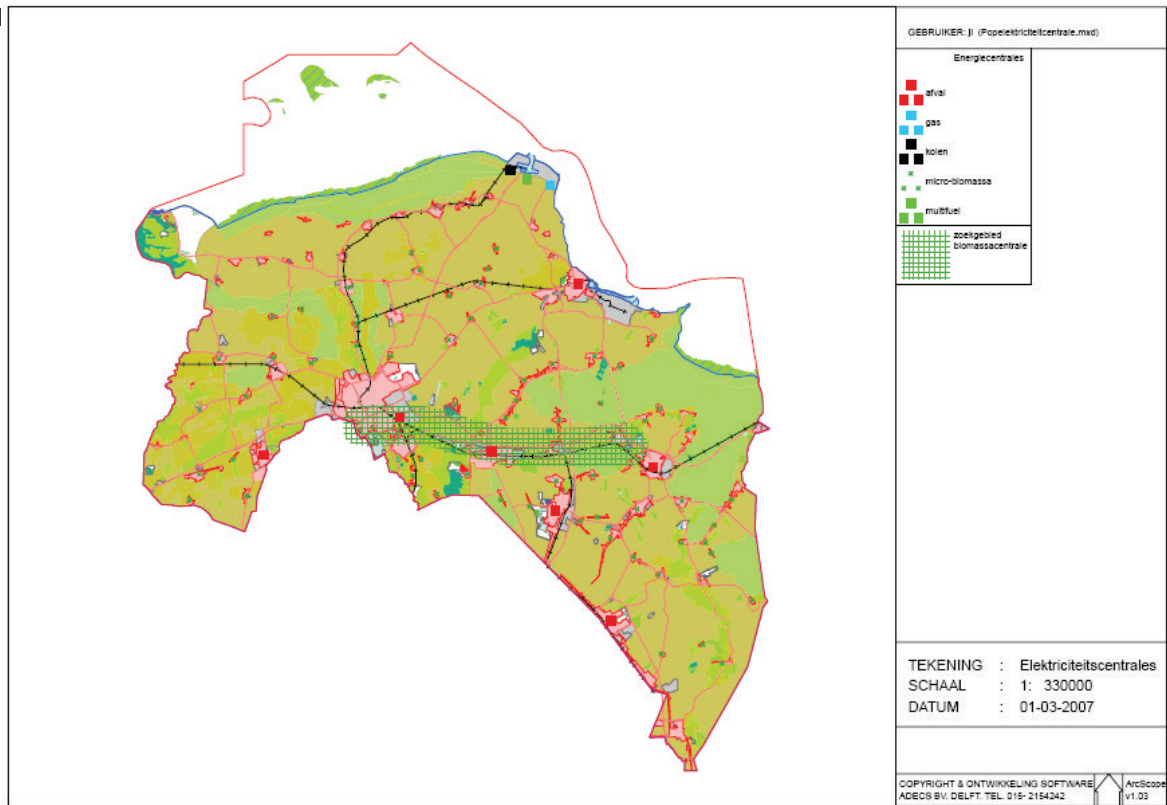 GEBRUIKER: jl (Popelektriciteitcentrale.mxd)
Energiecentrales
afval
gas
kolen
micro-biomassa
multifuel
zoekgebied
biomassacentrale
TEKENING : Elektriciteitscentrales
SCHAAL : 1: 330000
DATUM : 01-03-2007
COPYRIGHT & ONTWIKKELING SOFTWARE
ADECS BV. DELFT. TEL. 015- 2154242
ArcScope
v1.03